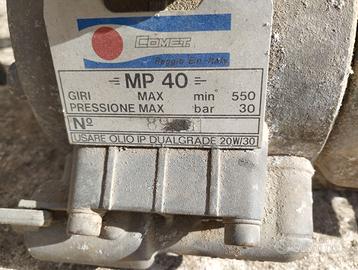 COMET
Reggio Em. - Italy
MP 40
GIRI MAX min⁻ 550
PRESSIONE MAX bar 30
Nº
USARE OLIO IP DUALGRADE 20W/30